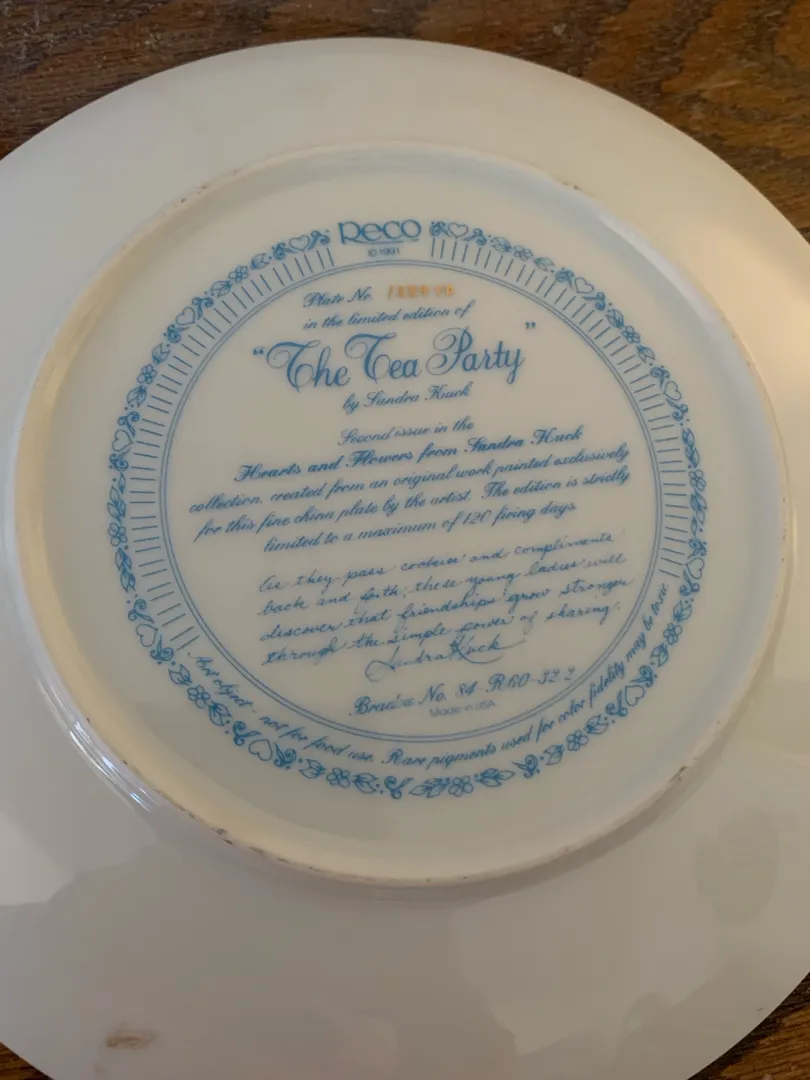 Reco
© 1991
Plate No.
in the limited edition of
"The Tea Party"
by Sandra Kuck
Second issue in the
Hearts and Flowers from Sandra Kuck
collection, created from an original work painted exclusively
for this fine china plate by the artist. The edition is strictly
limited to a maximum of 120 firing days.
As they pass cookies and compliments
back and forth, these young ladies will
discover that friendships grow stronger
through the simple power of sharing.
Sandra Kuck
Bradex No. 84-R60-32.2
Made in USA
Art object - not for food use. Rare pigments used for color fidelity may be toxic.